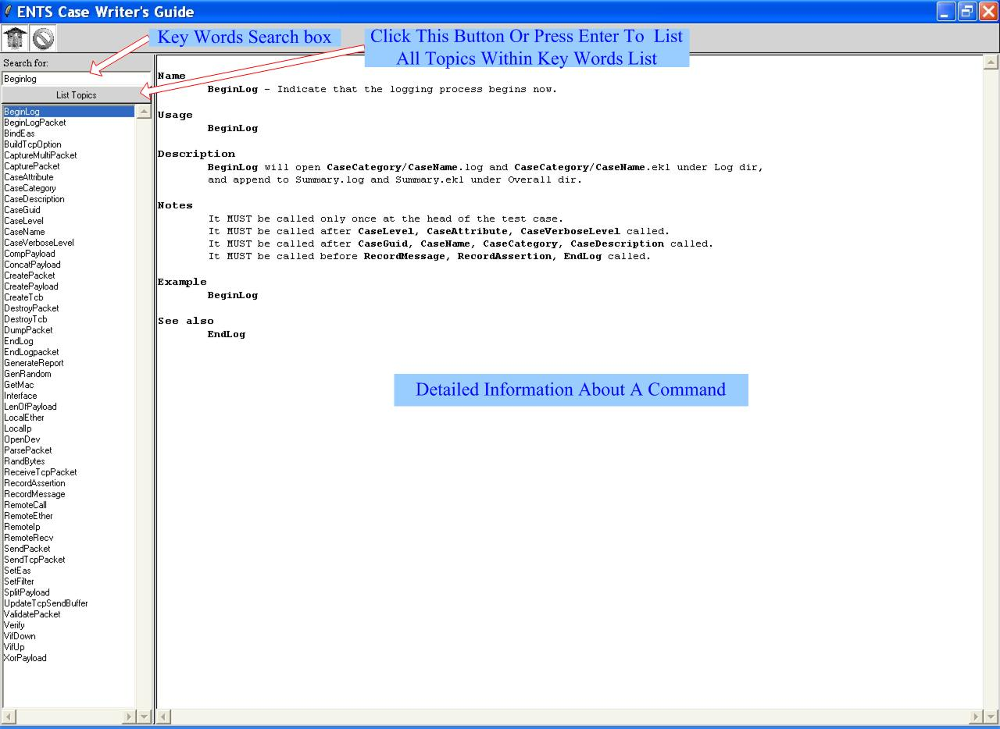 ENTS Case Writer's Guide
Key Words Search box
Click This Button Or Press Enter To List
All Topics Within Key Words List
Search for:
Beginlog
List Topics
BeginLog
BeginLogPacket
BindEas
BuildTcpOption
CaptureMultiPacket
CapturePacket
CaseAttribute
CaseCategory
CaseDescription
CaseGuid
CaseLevel
CaseName
CaseVerboseLevel
CompPayload
ConcatPayload
CreatePacket
CreatePayload
CreateTcb
DestroyPacket
DestroyTcb
DumpPacket
EndLog
EndLogpacket
GenerateReport
GenRandom
GetMac
Interface
LenOfPayload
LocalEther
LocalIp
OpenDev
ParsePacket
RandBytes
ReceiveTcpPacket
RecordAssertion
RecordMessage
RemoteCall
RemoteEther
RemoteIp
RemoteRecv
SendPacket
SendTcpPacket
SetEas
SetFilter
SplitPayload
UpdateTcpSendBuffer
ValidatePacket
Verify
VifDown
VifUp
XorPayload
Name
BeginLog - Indicate that the logging process begins now.
Usage
BeginLog
Description
BeginLog will open CaseCategory/CaseName.log and CaseCategory/CaseName.ekl under Log dir,
and append to Summary.log and Summary.ekl under Overall dir.
Notes
It MUST be called only once at the head of the test case.
It MUST be called after CaseLevel, CaseAttribute, CaseVerboseLevel called.
It MUST be called after CaseGuid, CaseName, CaseCategory, CaseDescription called.
It MUST be called before RecordMessage, RecordAssertion, EndLog called.
Example
BeginLog
See also
EndLog
Detailed Information About A Command